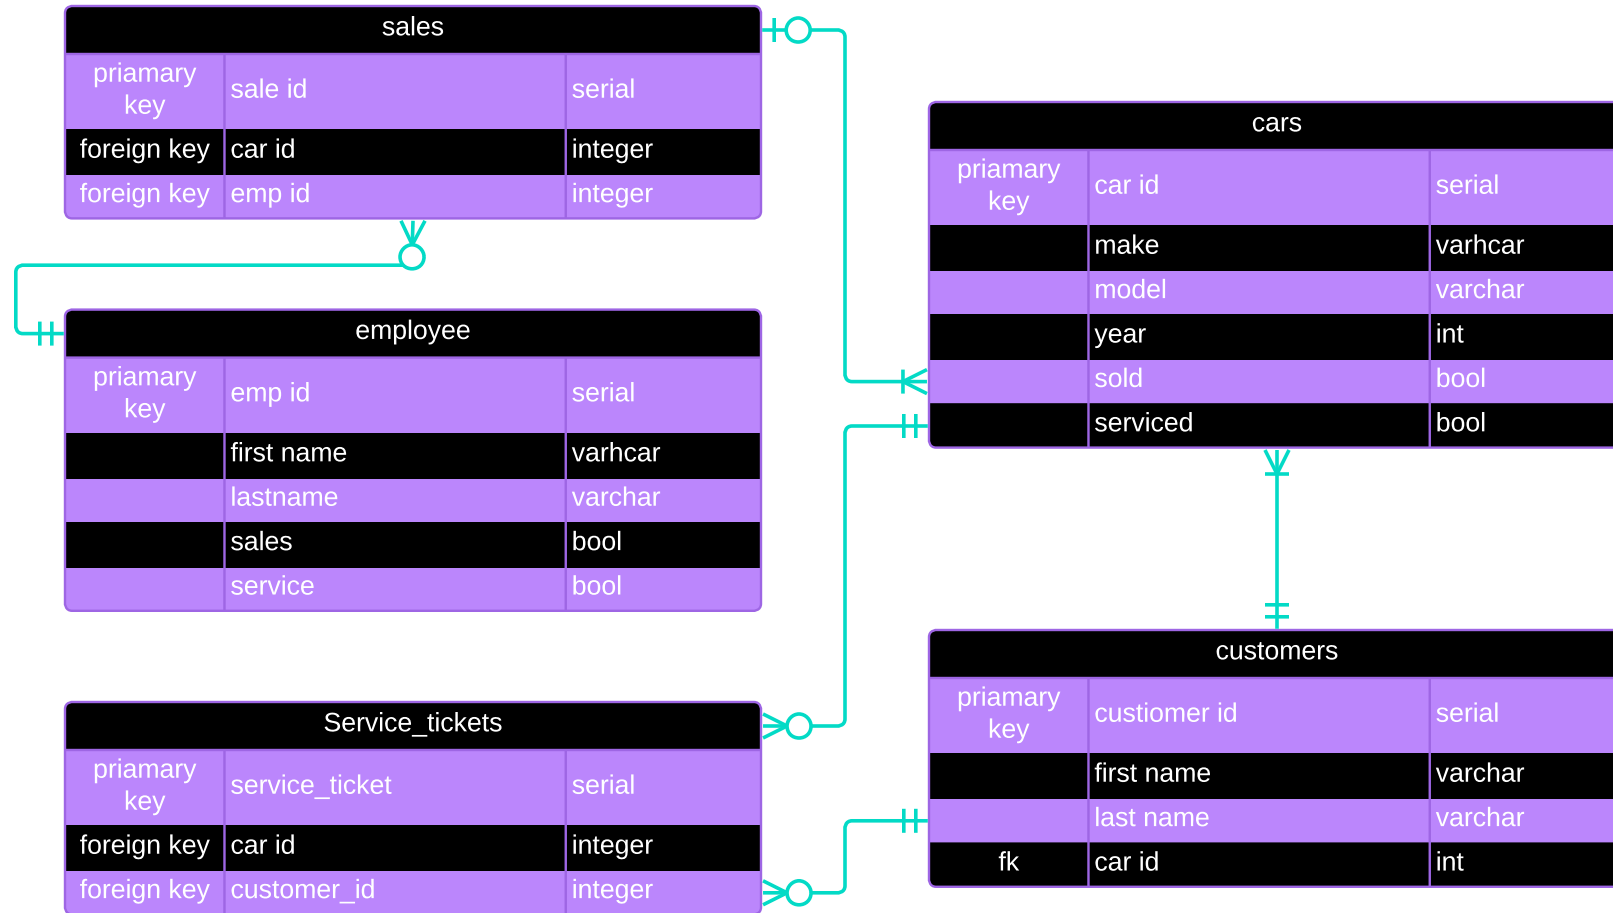 sales
priamary
key
sale id
serial
foreign key
car id
integer
foreign key
emp id
integer
employee
priamary
key
emp id
serial
first name
varhcar
lastname
varchar
sales
bool
service
bool
Service_tickets
priamary
key
service_ticket
serial
foreign key
car id
integer
foreign key
customer_id
integer
cars
priamary
key
car id
serial
make
varhcar
model
varchar
year
int
sold
bool
serviced
bool
customers
priamary
key
custiomer id
serial
first name
varchar
last name
varchar
fk
car id
int